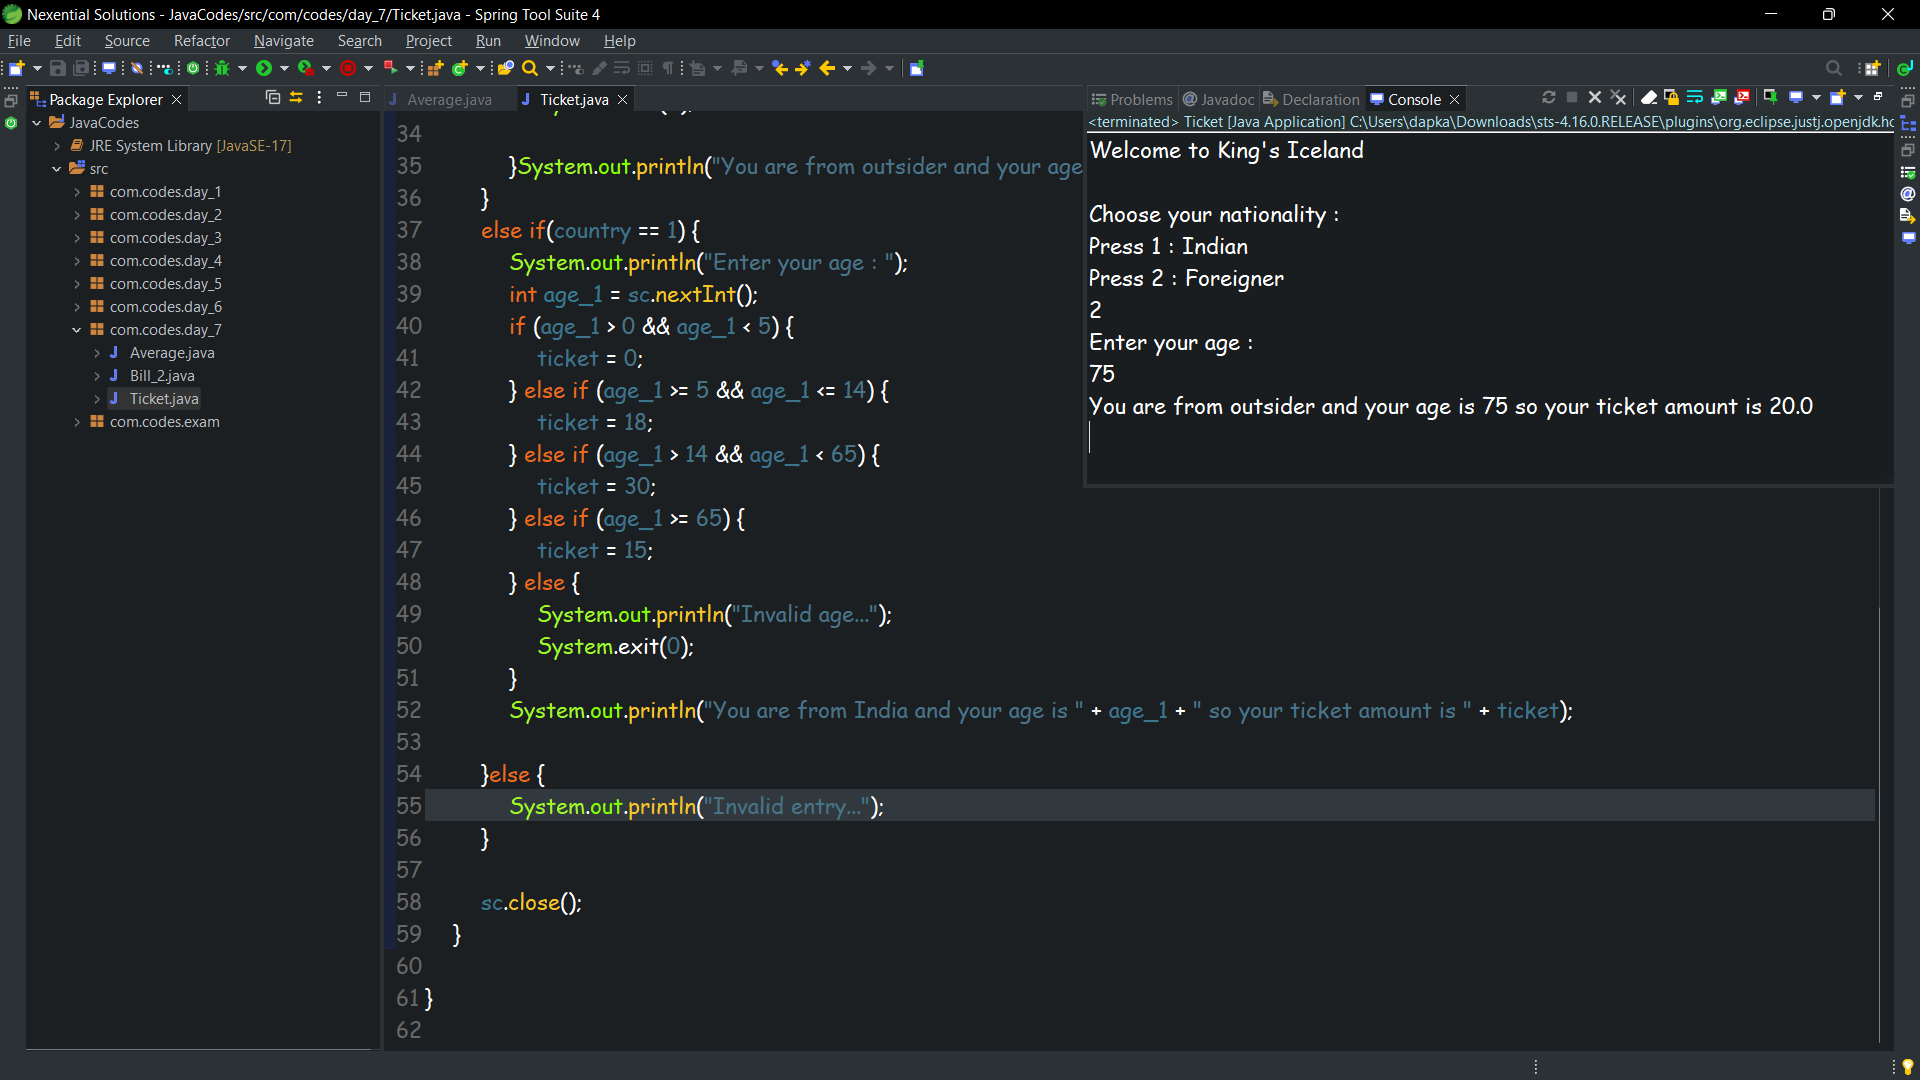 Nexential Solutions - JavaCodes/src/com/codes/day_7/Ticket.java - Spring Tool Suite 4
File Edit Source Refactor Navigate Search Project Run Window Help
Package Explorer
JavaCodes
JRE System Library [JavaSE-17]
src
com.codes.day_1
com.codes.day_2
com.codes.day_3
com.codes.day_4
com.codes.day_5
com.codes.day_6
com.codes.day_7
Average.java
Bill_2.java
Ticket.java
com.codes.exam
Average.java Ticket.java
34
35 }System.out.println("You are from outsider and your age
36 }
37 else if(country == 1) {
38 System.out.println("Enter your age : ");
39 int age_1 = sc.nextInt();
40 if (age_1 > 0 && age_1 < 5) {
41 ticket = 0;
42 } else if (age_1 >= 5 && age_1 <= 14) {
43 ticket = 18;
44 } else if (age_1 > 14 && age_1 < 65) {
45 ticket = 30;
46 } else if (age_1 >= 65) {
47 ticket = 15;
48 } else {
49 System.out.println("Invalid age...");
50 System.exit(0);
51 }
52 System.out.println("You are from India and your age is " + age_1 + " so your ticket amount is " + ticket);
53
54 }else {
55 System.out.println("Invalid entry...");
56 }
57
58 sc.close();
59 }
60
61 }
62
Problems Javadoc Declaration Console
<terminated> Ticket [Java Application] C:\Users\dapka\Downloads\sts-4.16.0.RELEASE\plugins\org.eclipse.justj.openjdk.hc
Welcome to King's Iceland
Choose your nationality :
Press 1 : Indian
Press 2 : Foreigner
2
Enter your age :
75
You are from outsider and your age is 75 so your ticket amount is 20.0